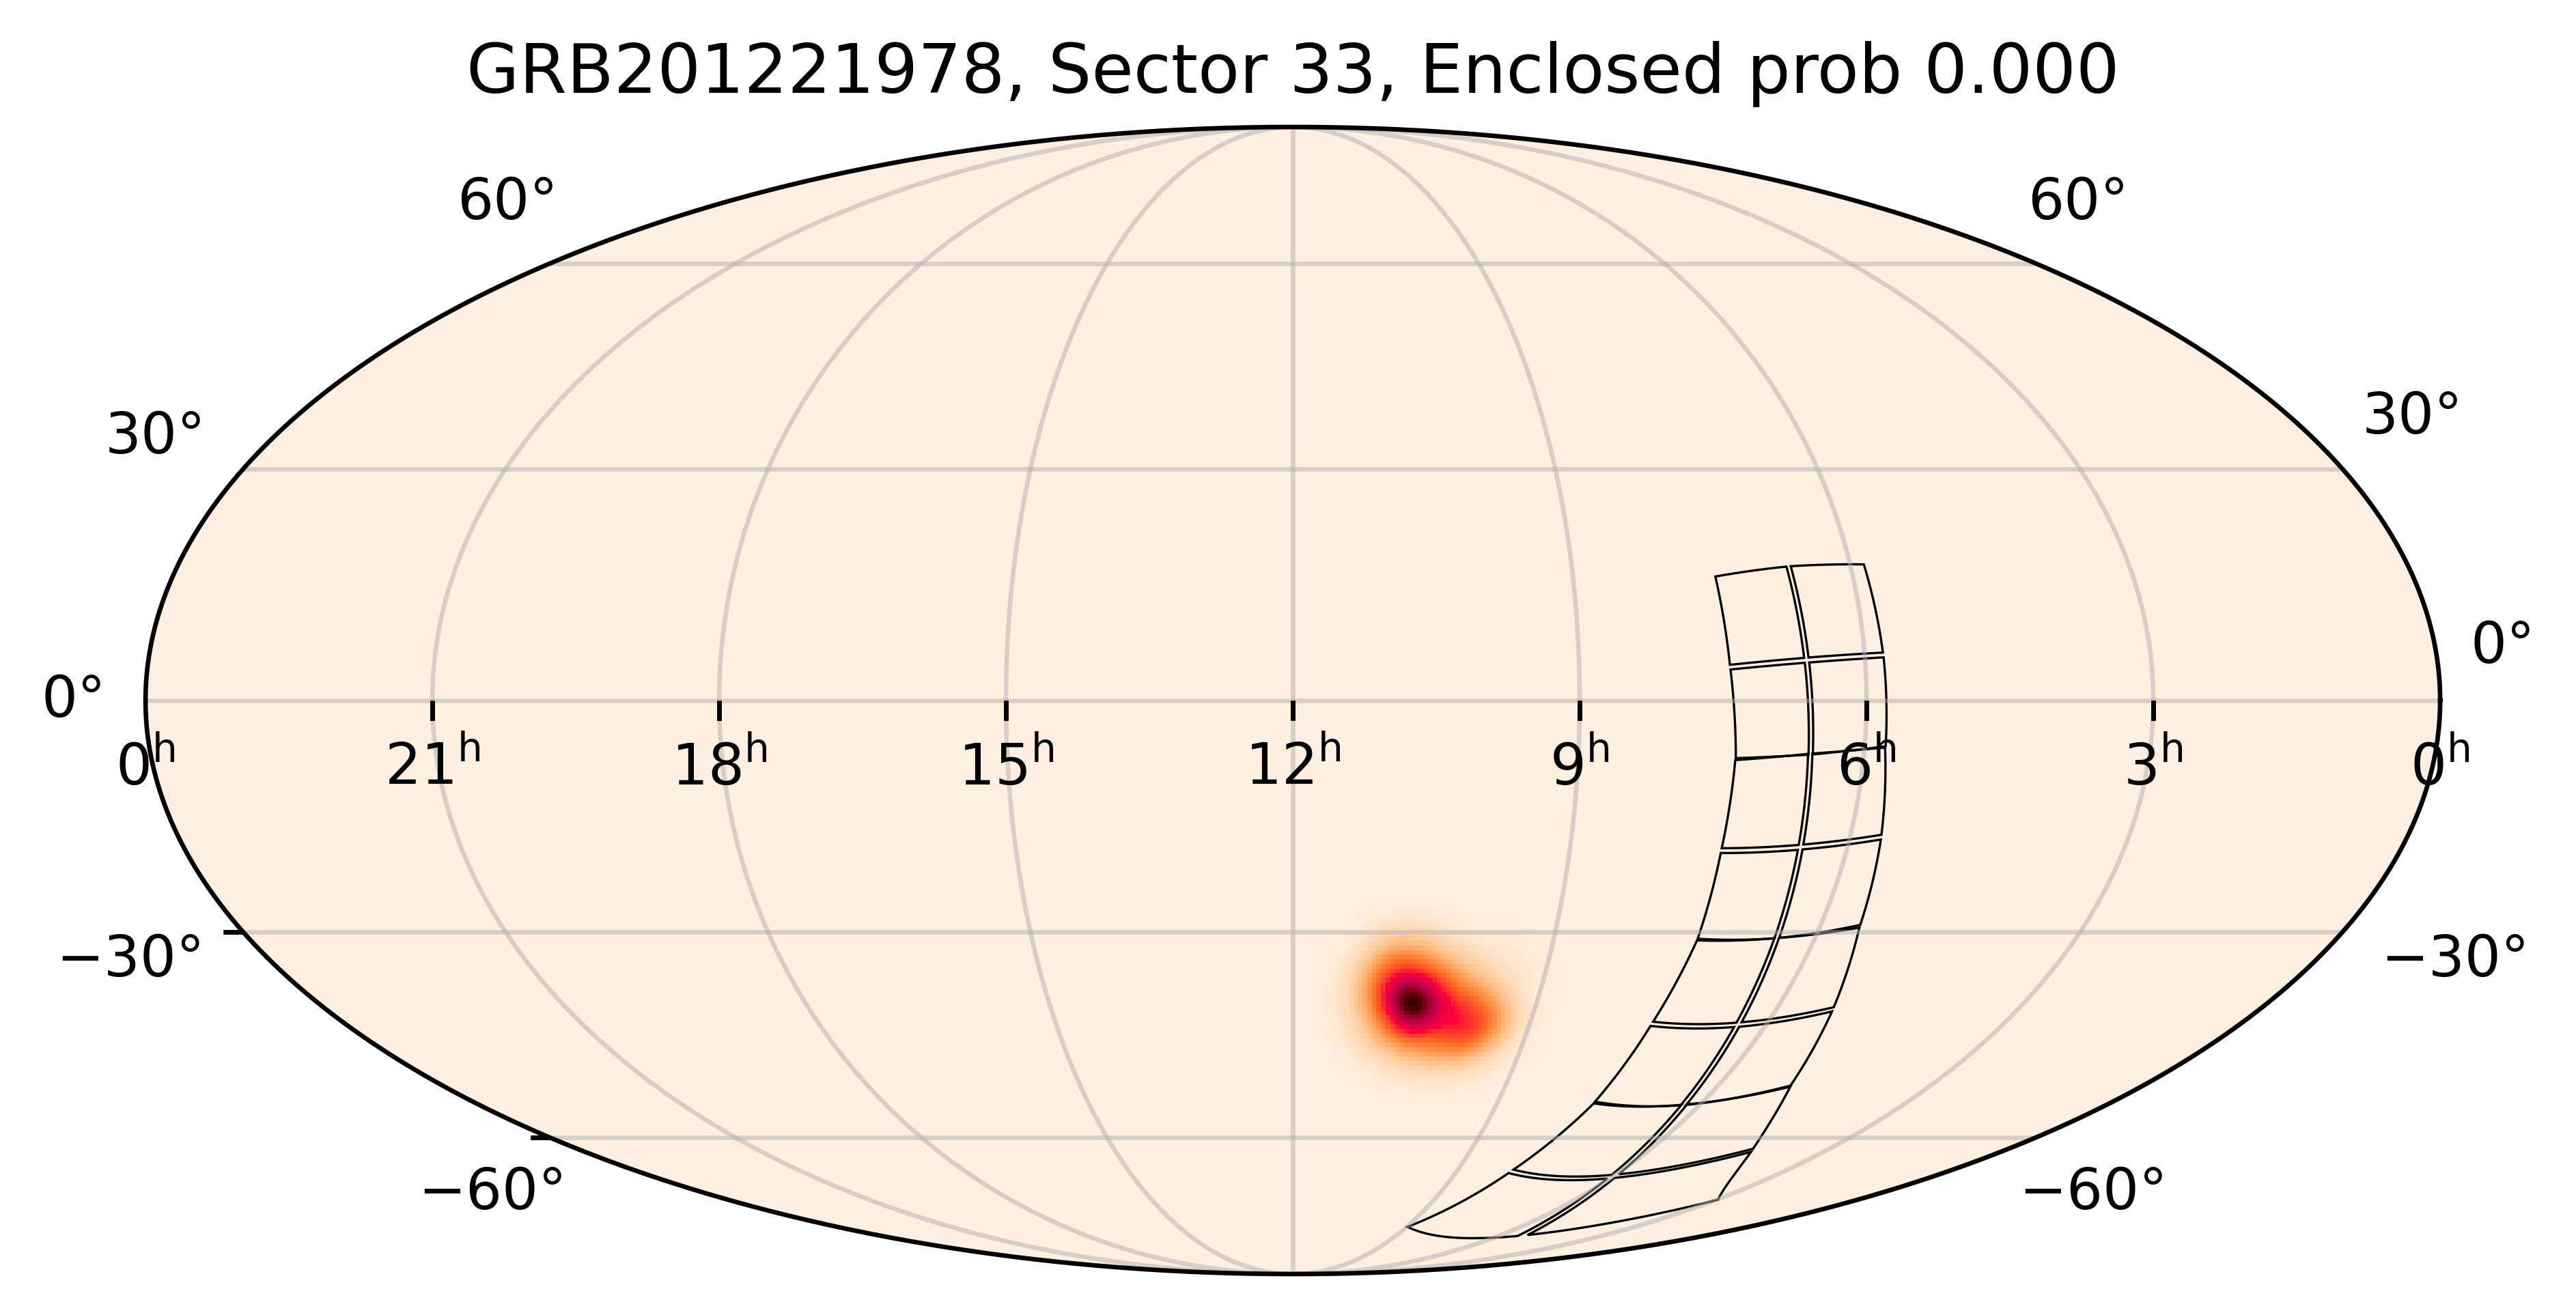 GRB201221978, Sector 33, Enclosed prob 0.000
60° 60°
30° 30°
0° 0°
0ʰ 21ʰ 18ʰ 15ʰ 12ʰ 9ʰ 6ʰ 3ʰ 0ʰ
−30° −30°
−60° −60°